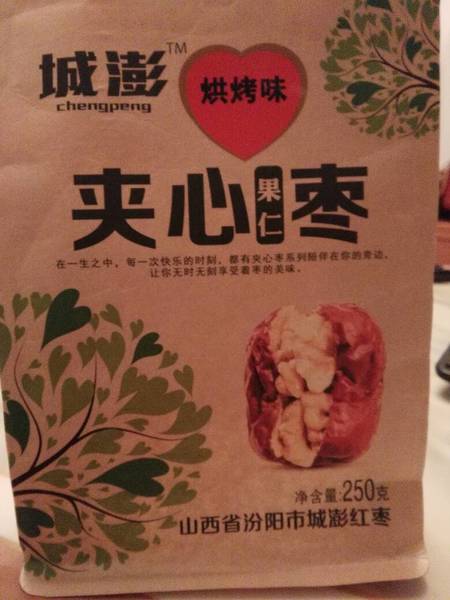 城澎™
chengpeng
烘烤味
夹心果仁枣
在一生之中，每一次快乐的时刻，都有夹心枣系列陪伴在你的旁边，
让你无时无刻享受着枣的美味。
净含量:250克
山西省汾阳市城澎红枣